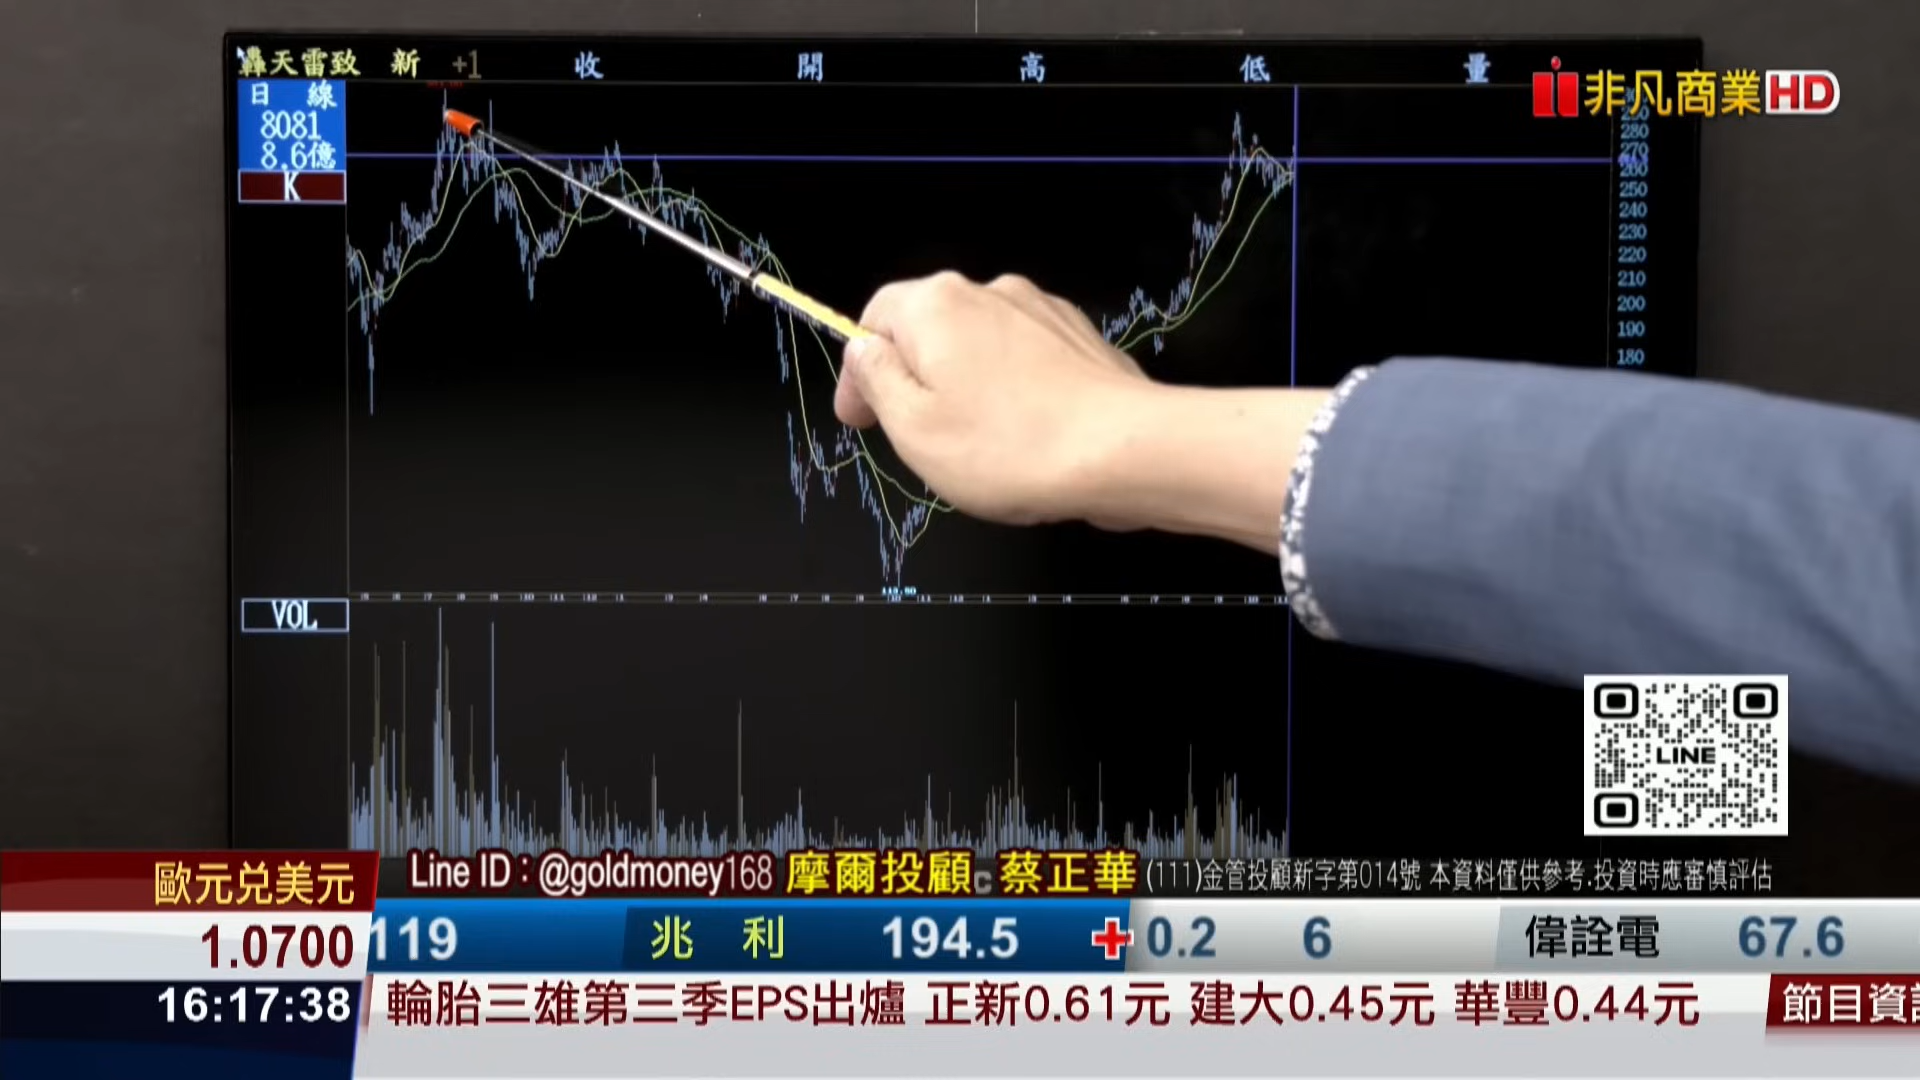 轟天雷致新 +1 收 開 高 低 量
非凡商業HD
日線
8081
8.6億
K
280
270
260
250
240
230
220
210
200
190
180
VOL
LINE
Line ID：@goldmoney168 摩爾投顧 蔡正華 (111)金管投顧新字第014號 本資料僅供參考.投資時應審慎評估
歐元兌美元
1.0700
16:17:38
119 兆利 194.5 + 0.2 6 偉詮電 67.6
輪胎三雄第三季EPS出爐 正新0.61元 建大0.45元 華豐0.44元
節目資